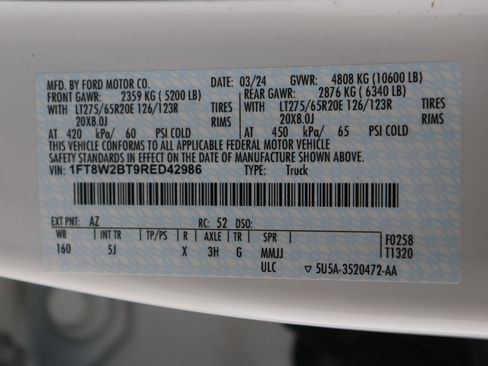 MFD. BY FORD MOTOR CO. DATE: 03/24 GVWR: 4808 KG (10600 LB)
FRONT GAWR: 2359 KG ( 5200 LB) REAR GAWR: 2876 KG ( 6340 LB)
WITH LT275/65R20E 126/123R TIRES WITH LT275/65R20E 126/123R TIRES
20X8.0J RIMS 20X8.0J RIMS
AT 420 kPa/ 60 PSI COLD AT 450 kPa/ 65 PSI COLD
THIS VEHICLE CONFORMS TO ALL APPLICABLE FEDERAL MOTOR VEHICLE
SAFETY AND THEFT PREVENTION STANDARDS IN EFFECT ON THE
DATE OF MANUFACTURE SHOWN ABOVE.
VIN: 1FT8W2BT9RED42986 TYPE: Truck
EXT PNT: AZ RC: 52 DSO:
WB INT TR TP/PS R AXLE TR SPR F0258
160 5J X 3H G MMJJ T1320
ULC ▽ 5U5A-3520472-AA